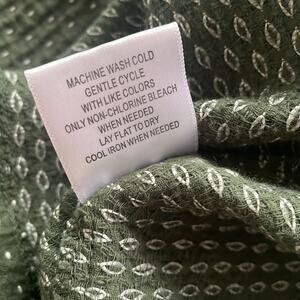 MACHINE WASH COLD
GENTLE CYCLE
WITH LIKE COLORS
ONLY NON-CHLORINE BLEACH
WHEN NEEDED
LAY FLAT TO DRY
COOL IRON WHEN NEEDED